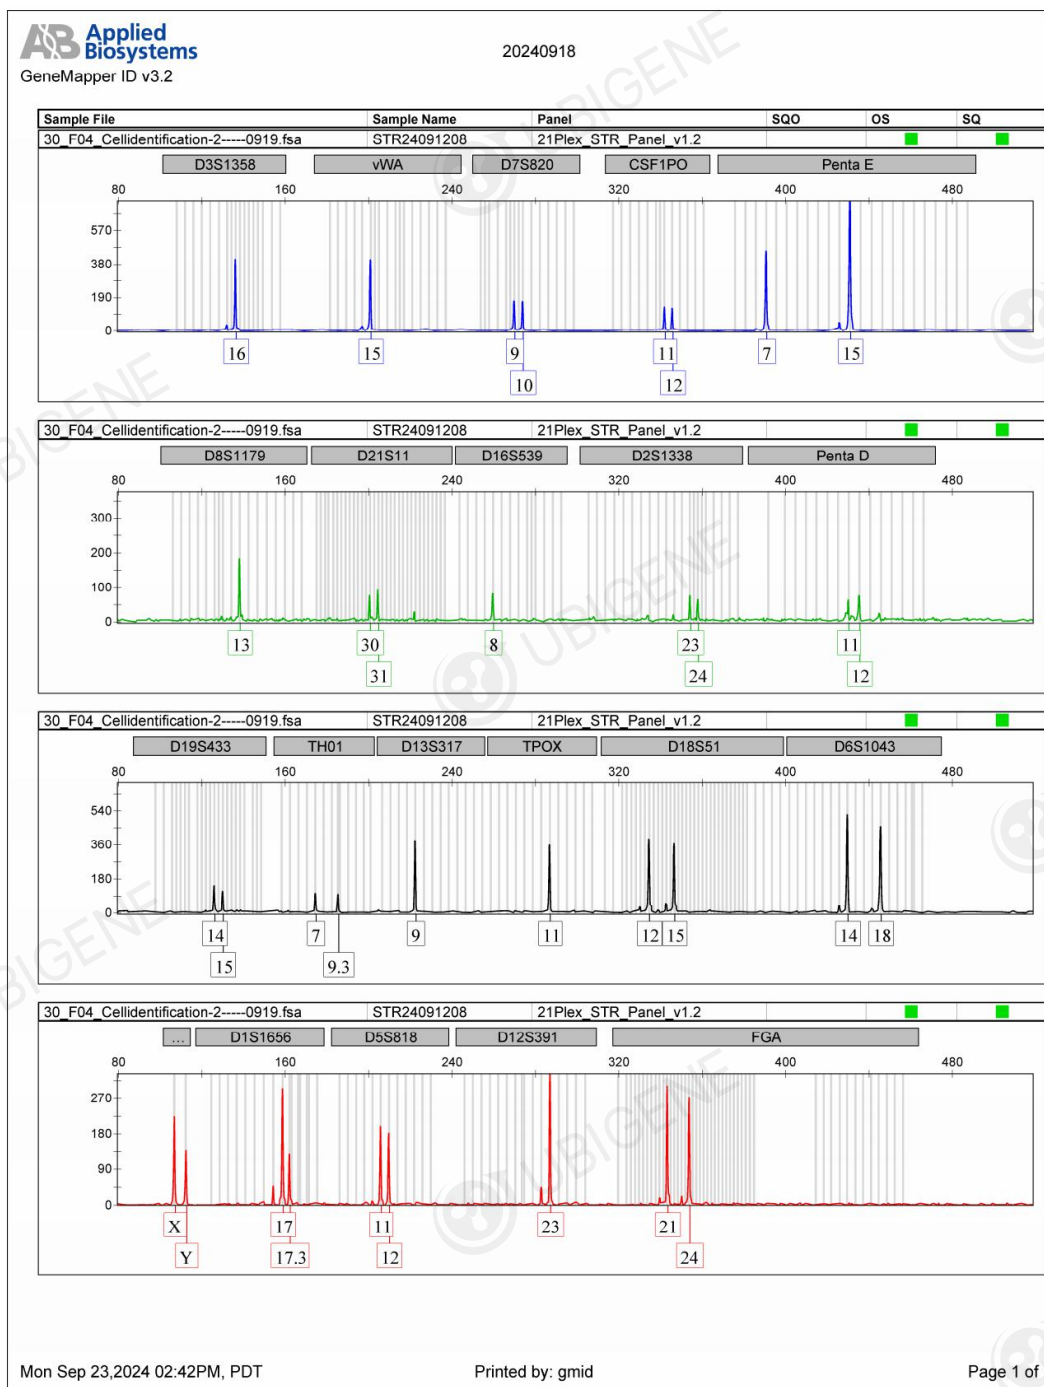 AB Applied Biosystems
20240918
GeneMapper ID v3.2
Sample File Sample Name Panel SQO OS SQ
30_F04_Cellidentification-2-----0919.fsa STR24091208 21Plex_STR_Panel_v1.2
D3S1358 vWA D7S820 CSF1PO Penta E
80 160 240 320 400 480
570
380
190
0
16 15 9 11 7 15
10 12
30_F04_Cellidentification-2-----0919.fsa STR24091208 21Plex_STR_Panel_v1.2
D8S1179 D21S11 D16S539 D2S1338 Penta D
80 160 240 320 400 480
300
200
100
0
13 30 8 23 11
31 24 12
30_F04_Cellidentification-2-----0919.fsa STR24091208 21Plex_STR_Panel_v1.2
D19S433 TH01 D13S317 TPOX D18S51 D6S1043
80 160 240 320 400 480
540
360
180
0
14 7 9 11 12 15 14 18
15 9.3
30_F04_Cellidentification-2-----0919.fsa STR24091208 21Plex_STR_Panel_v1.2
... D1S1656 D5S818 D12S391 FGA
80 160 240 320 400 480
270
180
90
0
X 17 11 23 21
Y 17.3 12 24
Mon Sep 23,2024 02:42PM, PDT Printed by: gmid Page 1 of
UBIGENE
UBIGENE
UBIGENE
UBIGENE
BIGENE
BIGENE